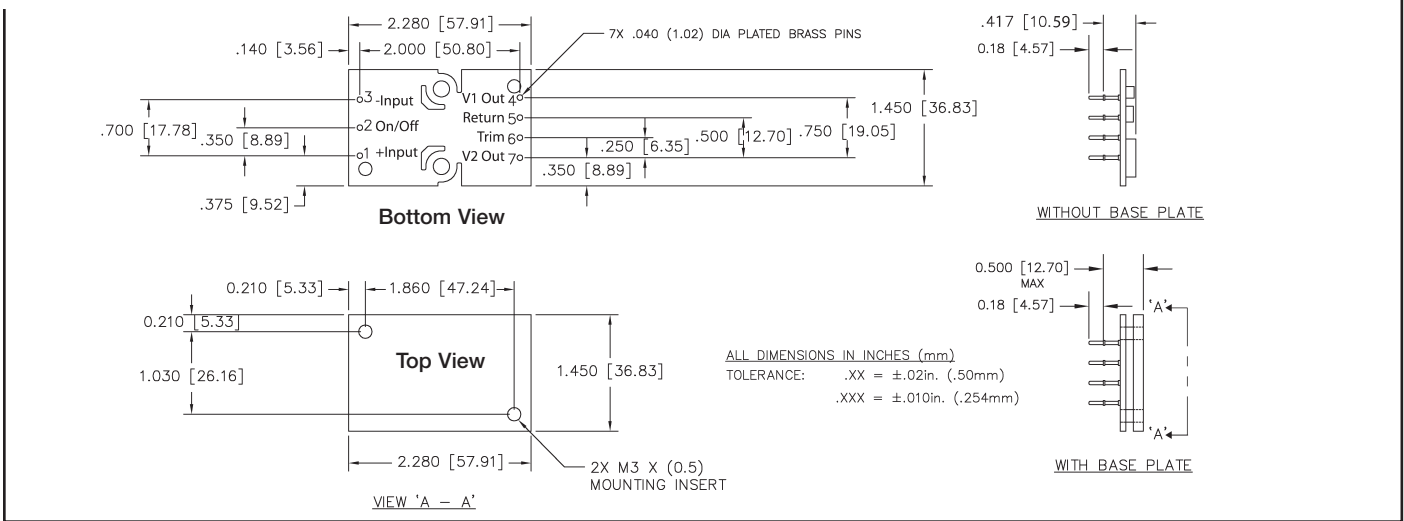 2.280 [57.91]
.140 [3.56]
2.000 [50.80]
7X .040 (1.02) DIA PLATED BRASS PINS
3 -Input
2 On/Off
1 +Input
V1 Out 4
Return 5
Trim 6
V2 Out 7
.700 [17.78]
.350 [8.89]
.375 [9.52]
1.450 [36.83]
.750 [19.05]
.500 [12.70]
.250 [6.35]
.350 [8.89]
Bottom View
.417 [10.59]
0.18 [4.57]
WITHOUT BASE PLATE
0.210 [5.33]
1.860 [47.24]
0.210 [5.33]
1.030 [26.16]
Top View
1.450 [36.83]
2.280 [57.91]
2X M3 X (0.5)
MOUNTING INSERT
VIEW 'A – A'
ALL DIMENSIONS IN INCHES (mm)
TOLERANCE: .XX = ±.02in. (.50mm)
.XXX = ±.010in. (.254mm)
0.500 [12.70]
MAX
0.18 [4.57]
'A'
'A'
WITH BASE PLATE